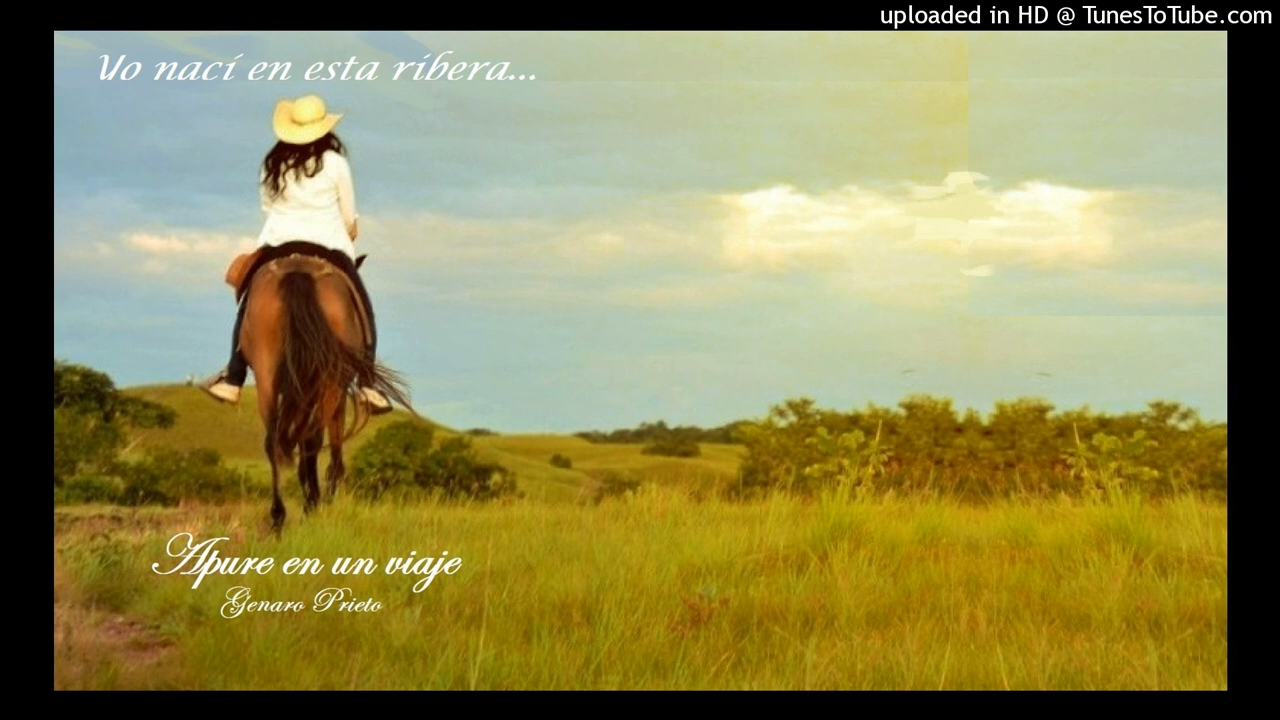 uploaded in HD @ TunesToTube.com
Yo nací en esta ribera...
Apure en un viaje
Genaro Prieto